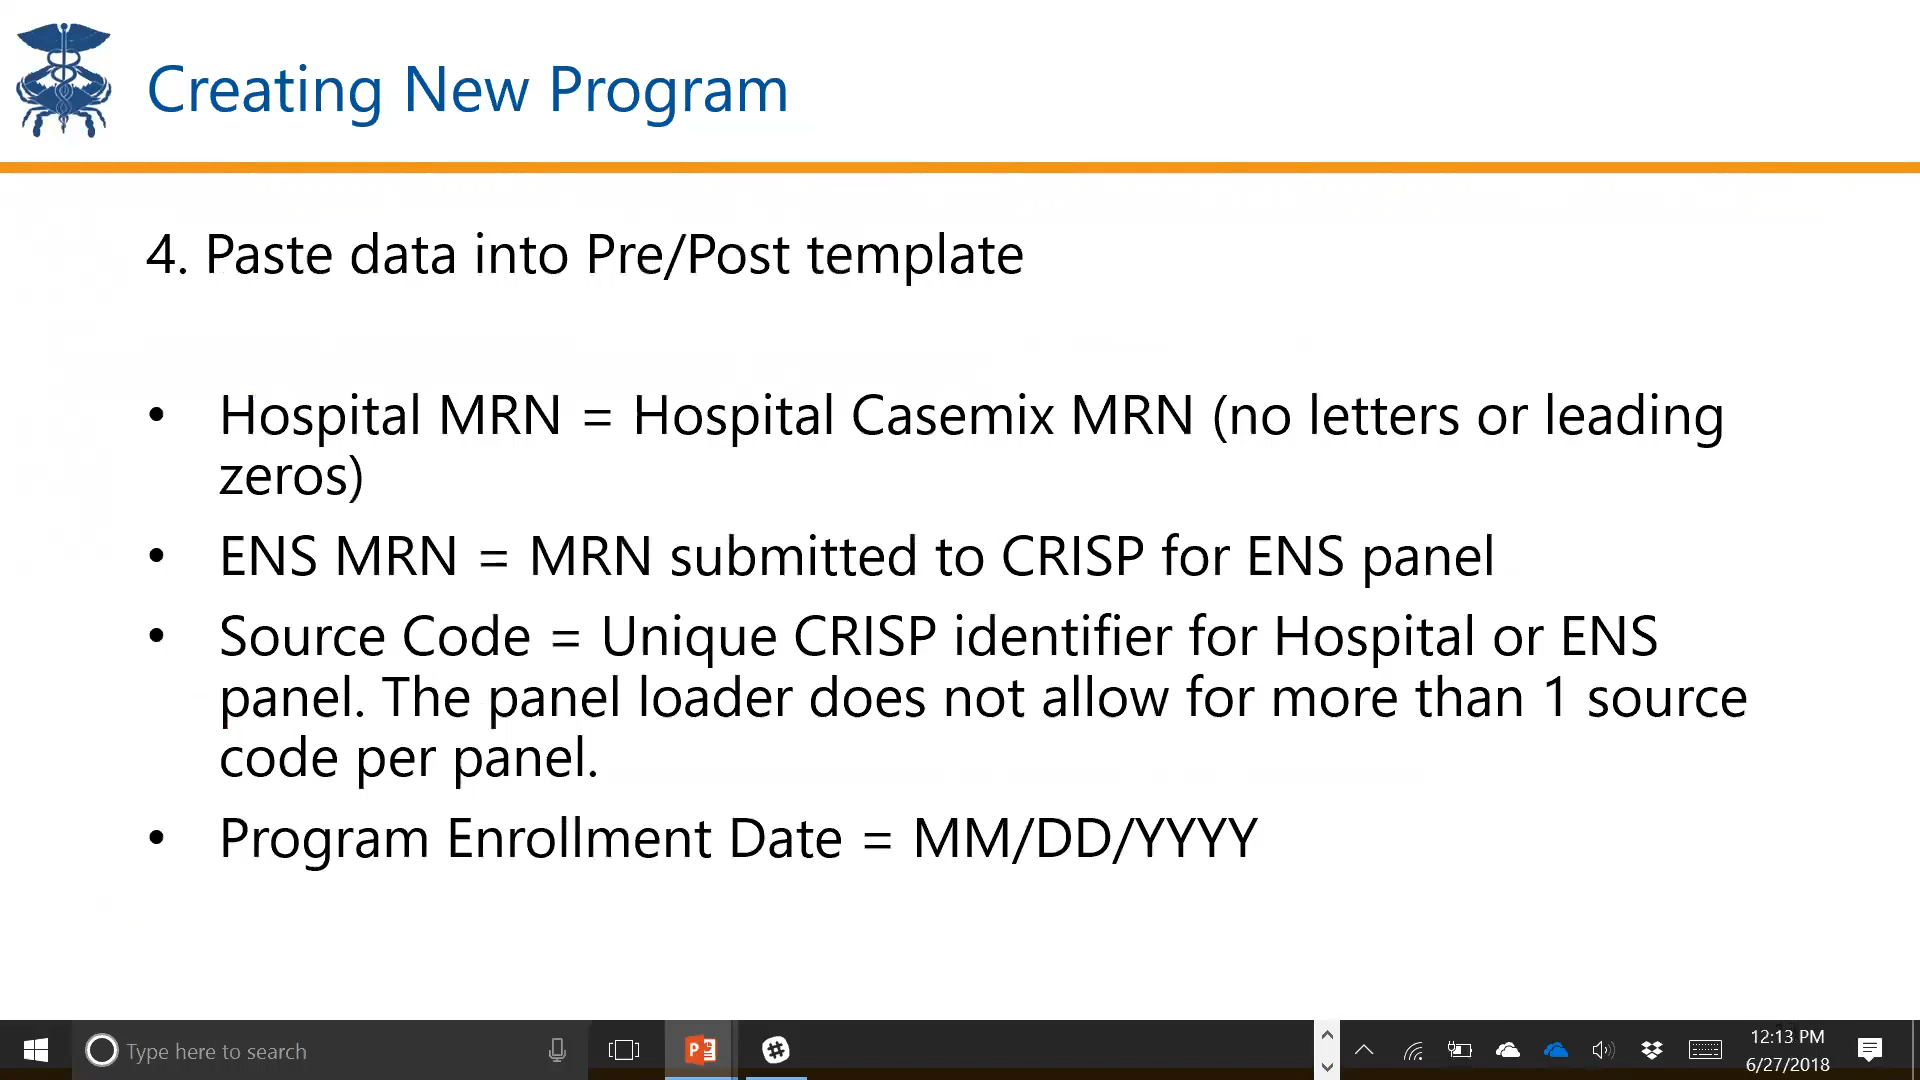 Creating New Program
4. Paste data into Pre/Post template
• Hospital MRN = Hospital Casemix MRN (no letters or leading
zeros)
• ENS MRN = MRN submitted to CRISP for ENS panel
• Source Code = Unique CRISP identifier for Hospital or ENS
panel. The panel loader does not allow for more than 1 source
code per panel.
• Program Enrollment Date = MM/DD/YYYY
Type here to search
12:13 PM
6/27/2018